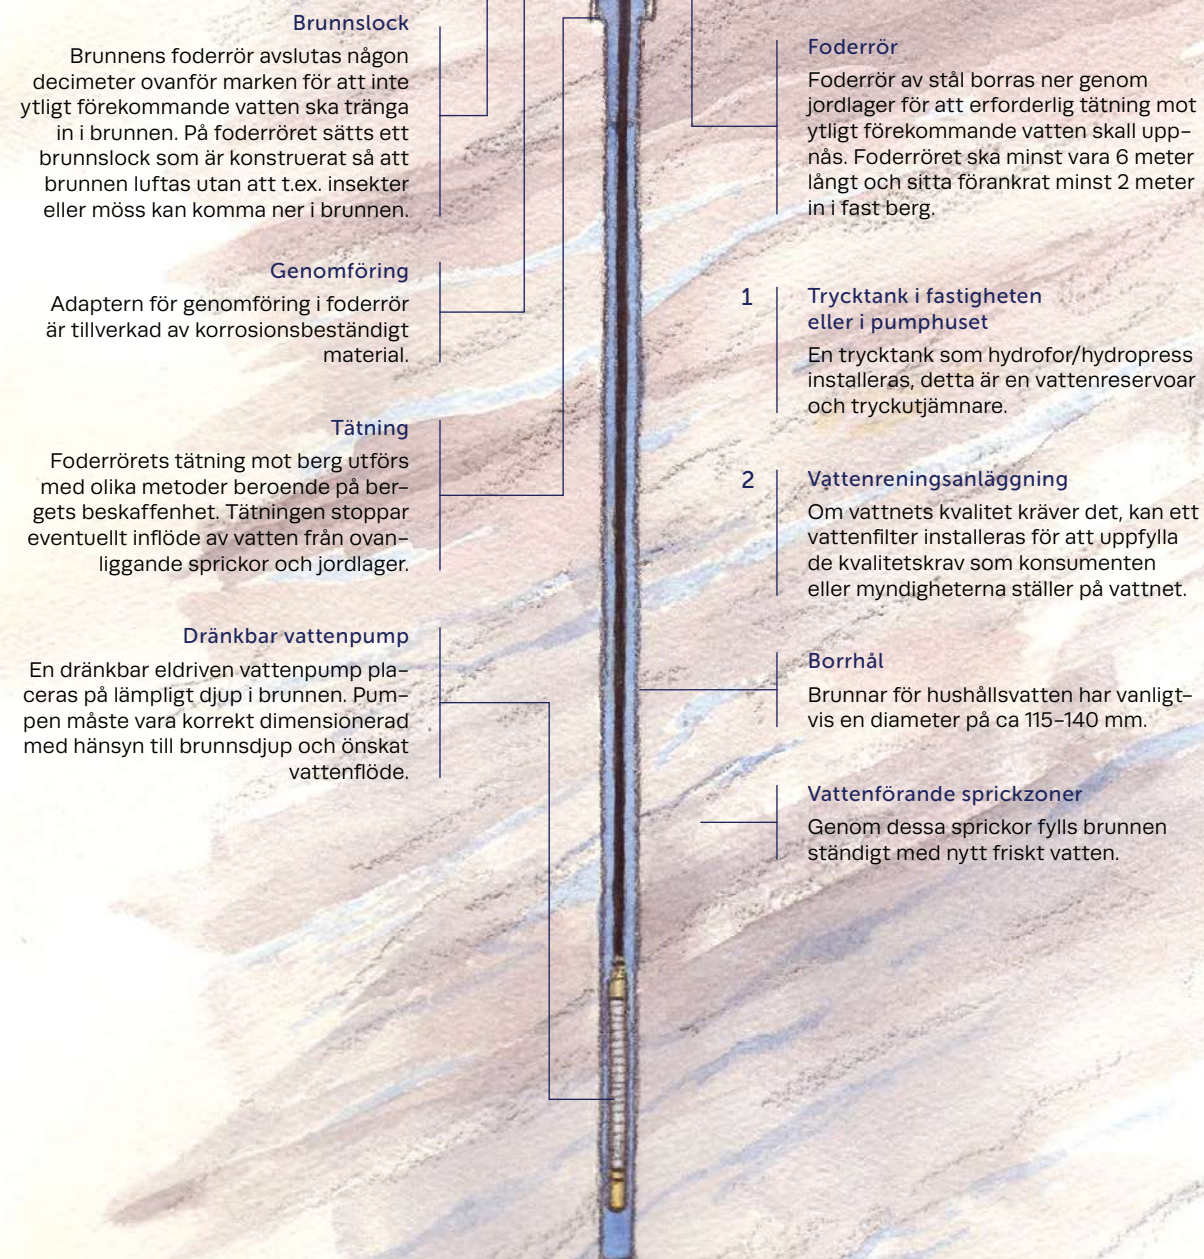 Brunnslock
Brunnens foderrör avslutas någon
decimeter ovanför marken för att inte
ytligt förekommande vatten ska tränga
in i brunnen. På foderröret sätts ett
brunnslock som är konstruerat så att
brunnen luftas utan att t.ex. insekter
eller möss kan komma ner i brunnen.
Genomföring
Adaptern för genomföring i foderrör
är tillverkad av korrosionsbeständigt
material.
Tätning
Foderrörets tätning mot berg utförs
med olika metoder beroende på ber-
gets beskaffenhet. Tätningen stoppar
eventuellt inflöde av vatten från ovan-
liggande sprickor och jordlager.
Dränkbar vattenpump
En dränkbar eldriven vattenpump pla-
ceras på lämpligt djup i brunnen. Pum-
pen måste vara korrekt dimensionerad
med hänsyn till brunnsdjup och önskat
vattenflöde.
Foderrör
Foderrör av stål borras ner genom
jordlager för att erforderlig tätning mot
ytligt förekommande vatten skall upp-
nås. Foderröret ska minst vara 6 meter
långt och sitta förankrat minst 2 meter
in i fast berg.
1 Trycktank i fastigheten
eller i pumphuset
En trycktank som hydrofor/hydropress
installeras, detta är en vattenreservoar
och tryckutjämnare.
2 Vattenreningsanläggning
Om vattnets kvalitet kräver det, kan ett
vattenfilter installeras för att uppfylla
de kvalitetskrav som konsumenten
eller myndigheterna ställer på vattnet.
Borrhål
Brunnar för hushållsvatten har vanligt-
vis en diameter på ca 115–140 mm.
Vattenförande sprickzoner
Genom dessa sprickor fylls brunnen
ständigt med nytt friskt vatten.